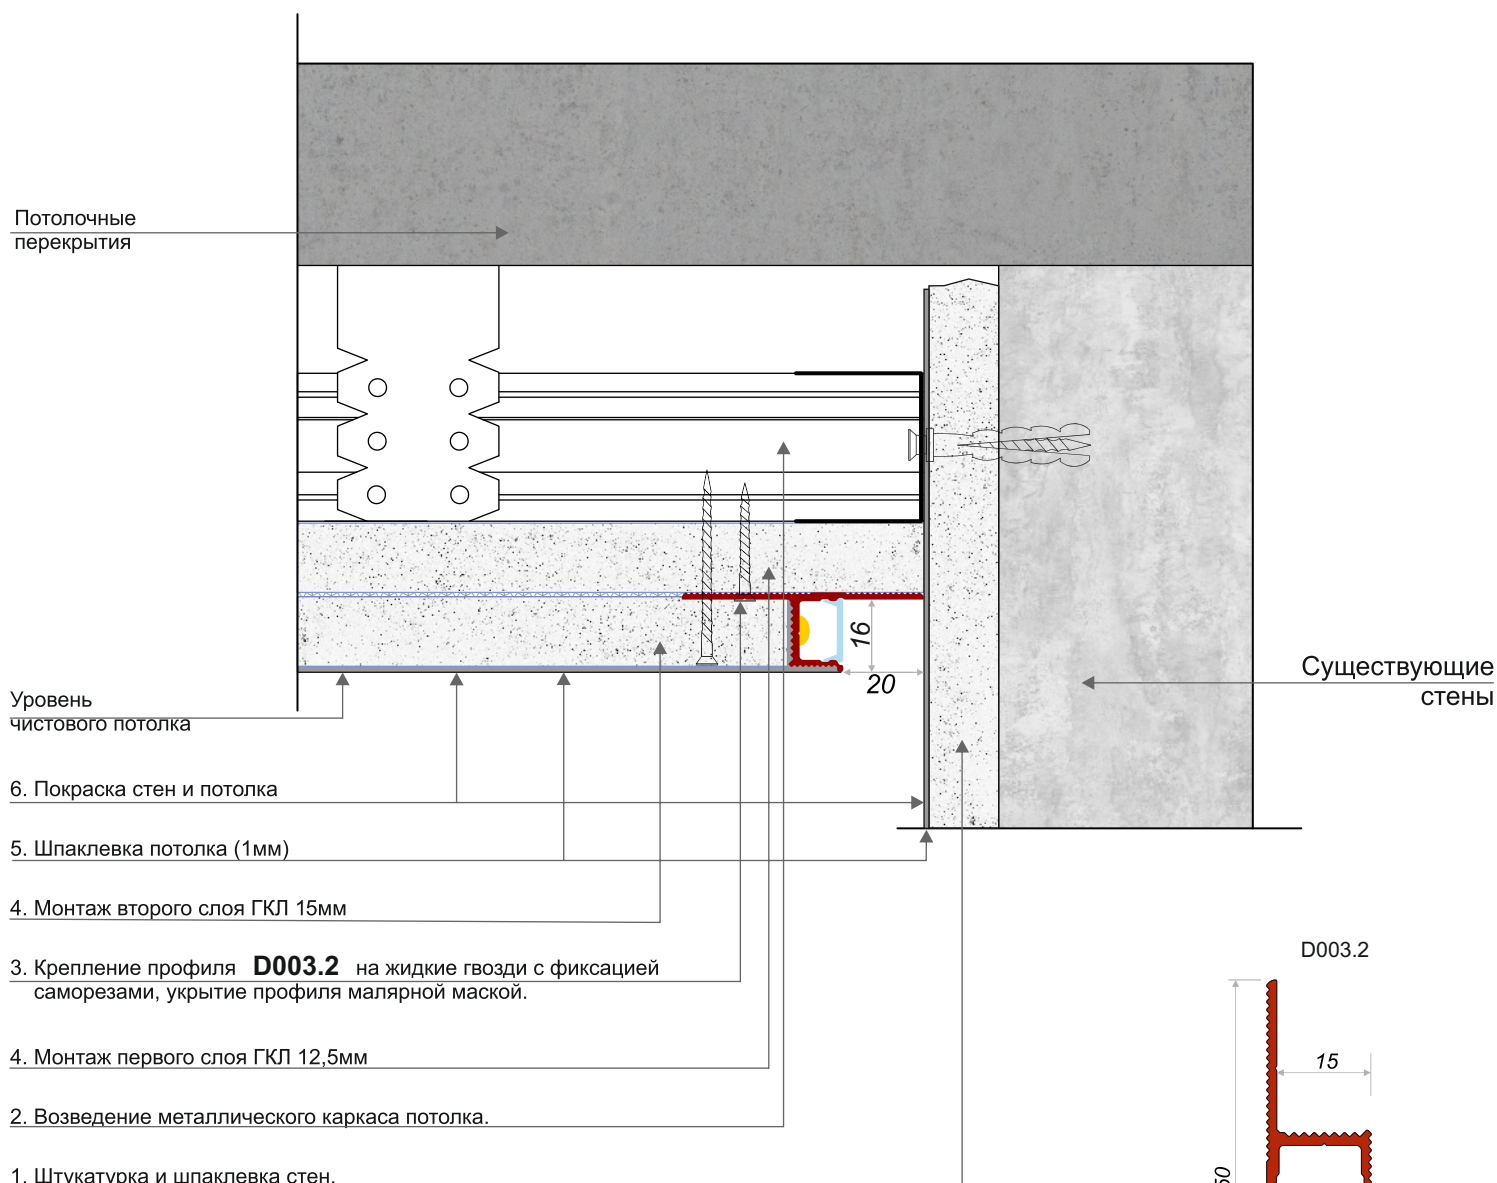 Потолочные
перекрытия
16
20
Существующие
стены
Уровень
чистового потолка
6. Покраска стен и потолка
5. Шпаклевка потолка (1мм)
4. Монтаж второго слоя ГКЛ 15мм
3. Крепление профиля D003.2 на жидкие гвозди с фиксацией
саморезами, укрытие профиля малярной маской.
4. Монтаж первого слоя ГКЛ 12,5мм
2. Возведение металлического каркаса потолка.
1. Штукатурка и шпаклевка стен.
D003.2
15